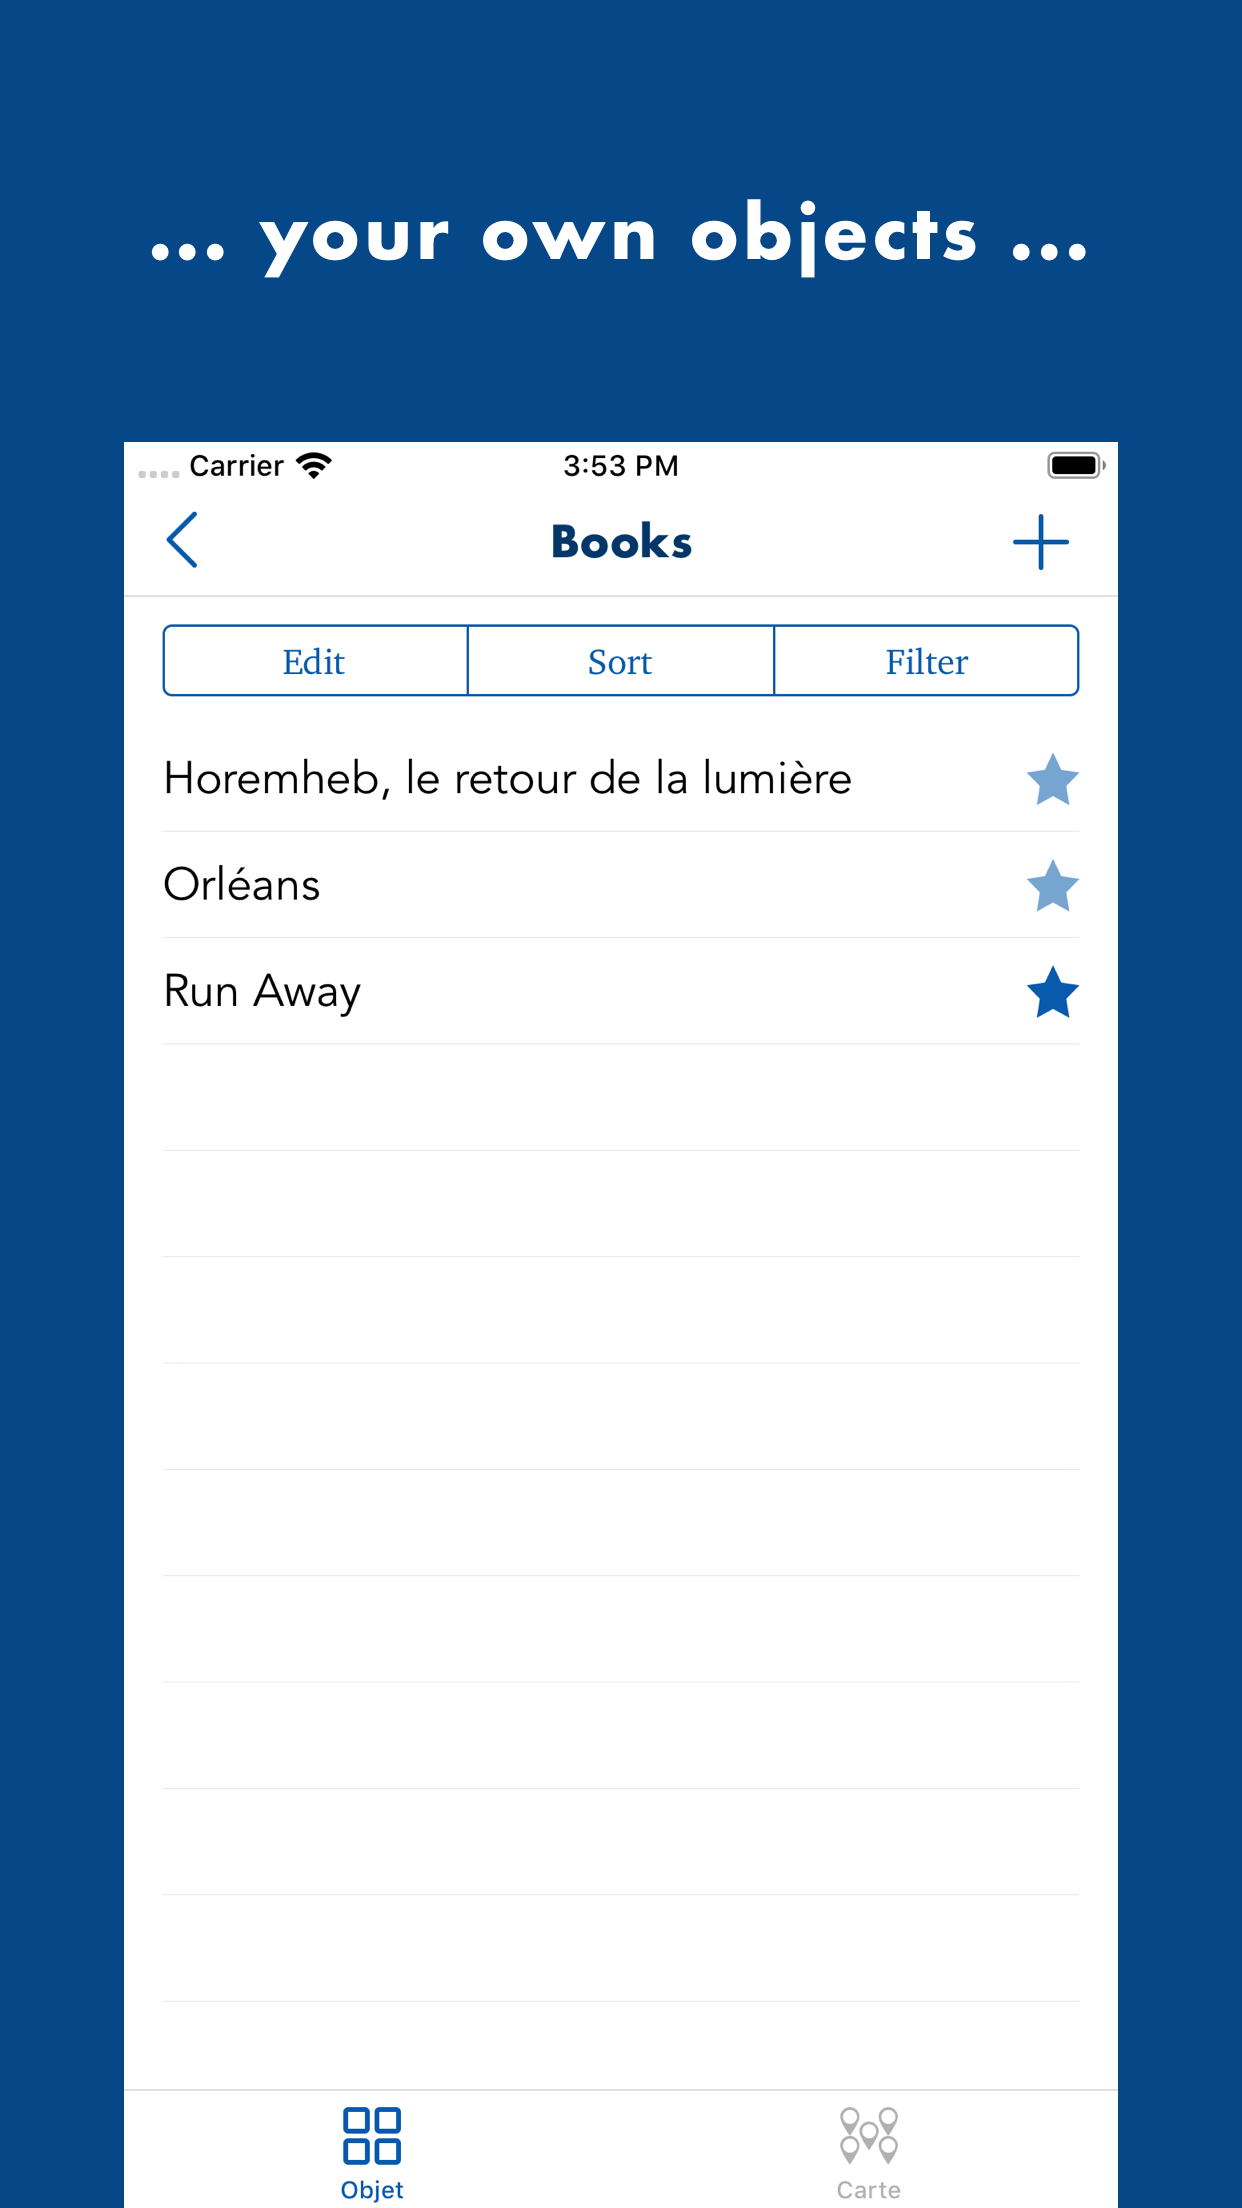 ... your own objects ...
Carrier 3:53 PM
Books
Edit Sort Filter
Horemheb, le retour de la lumière
Orléans
Run Away
Objet Carte